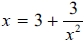 x = 3 + 3/x²